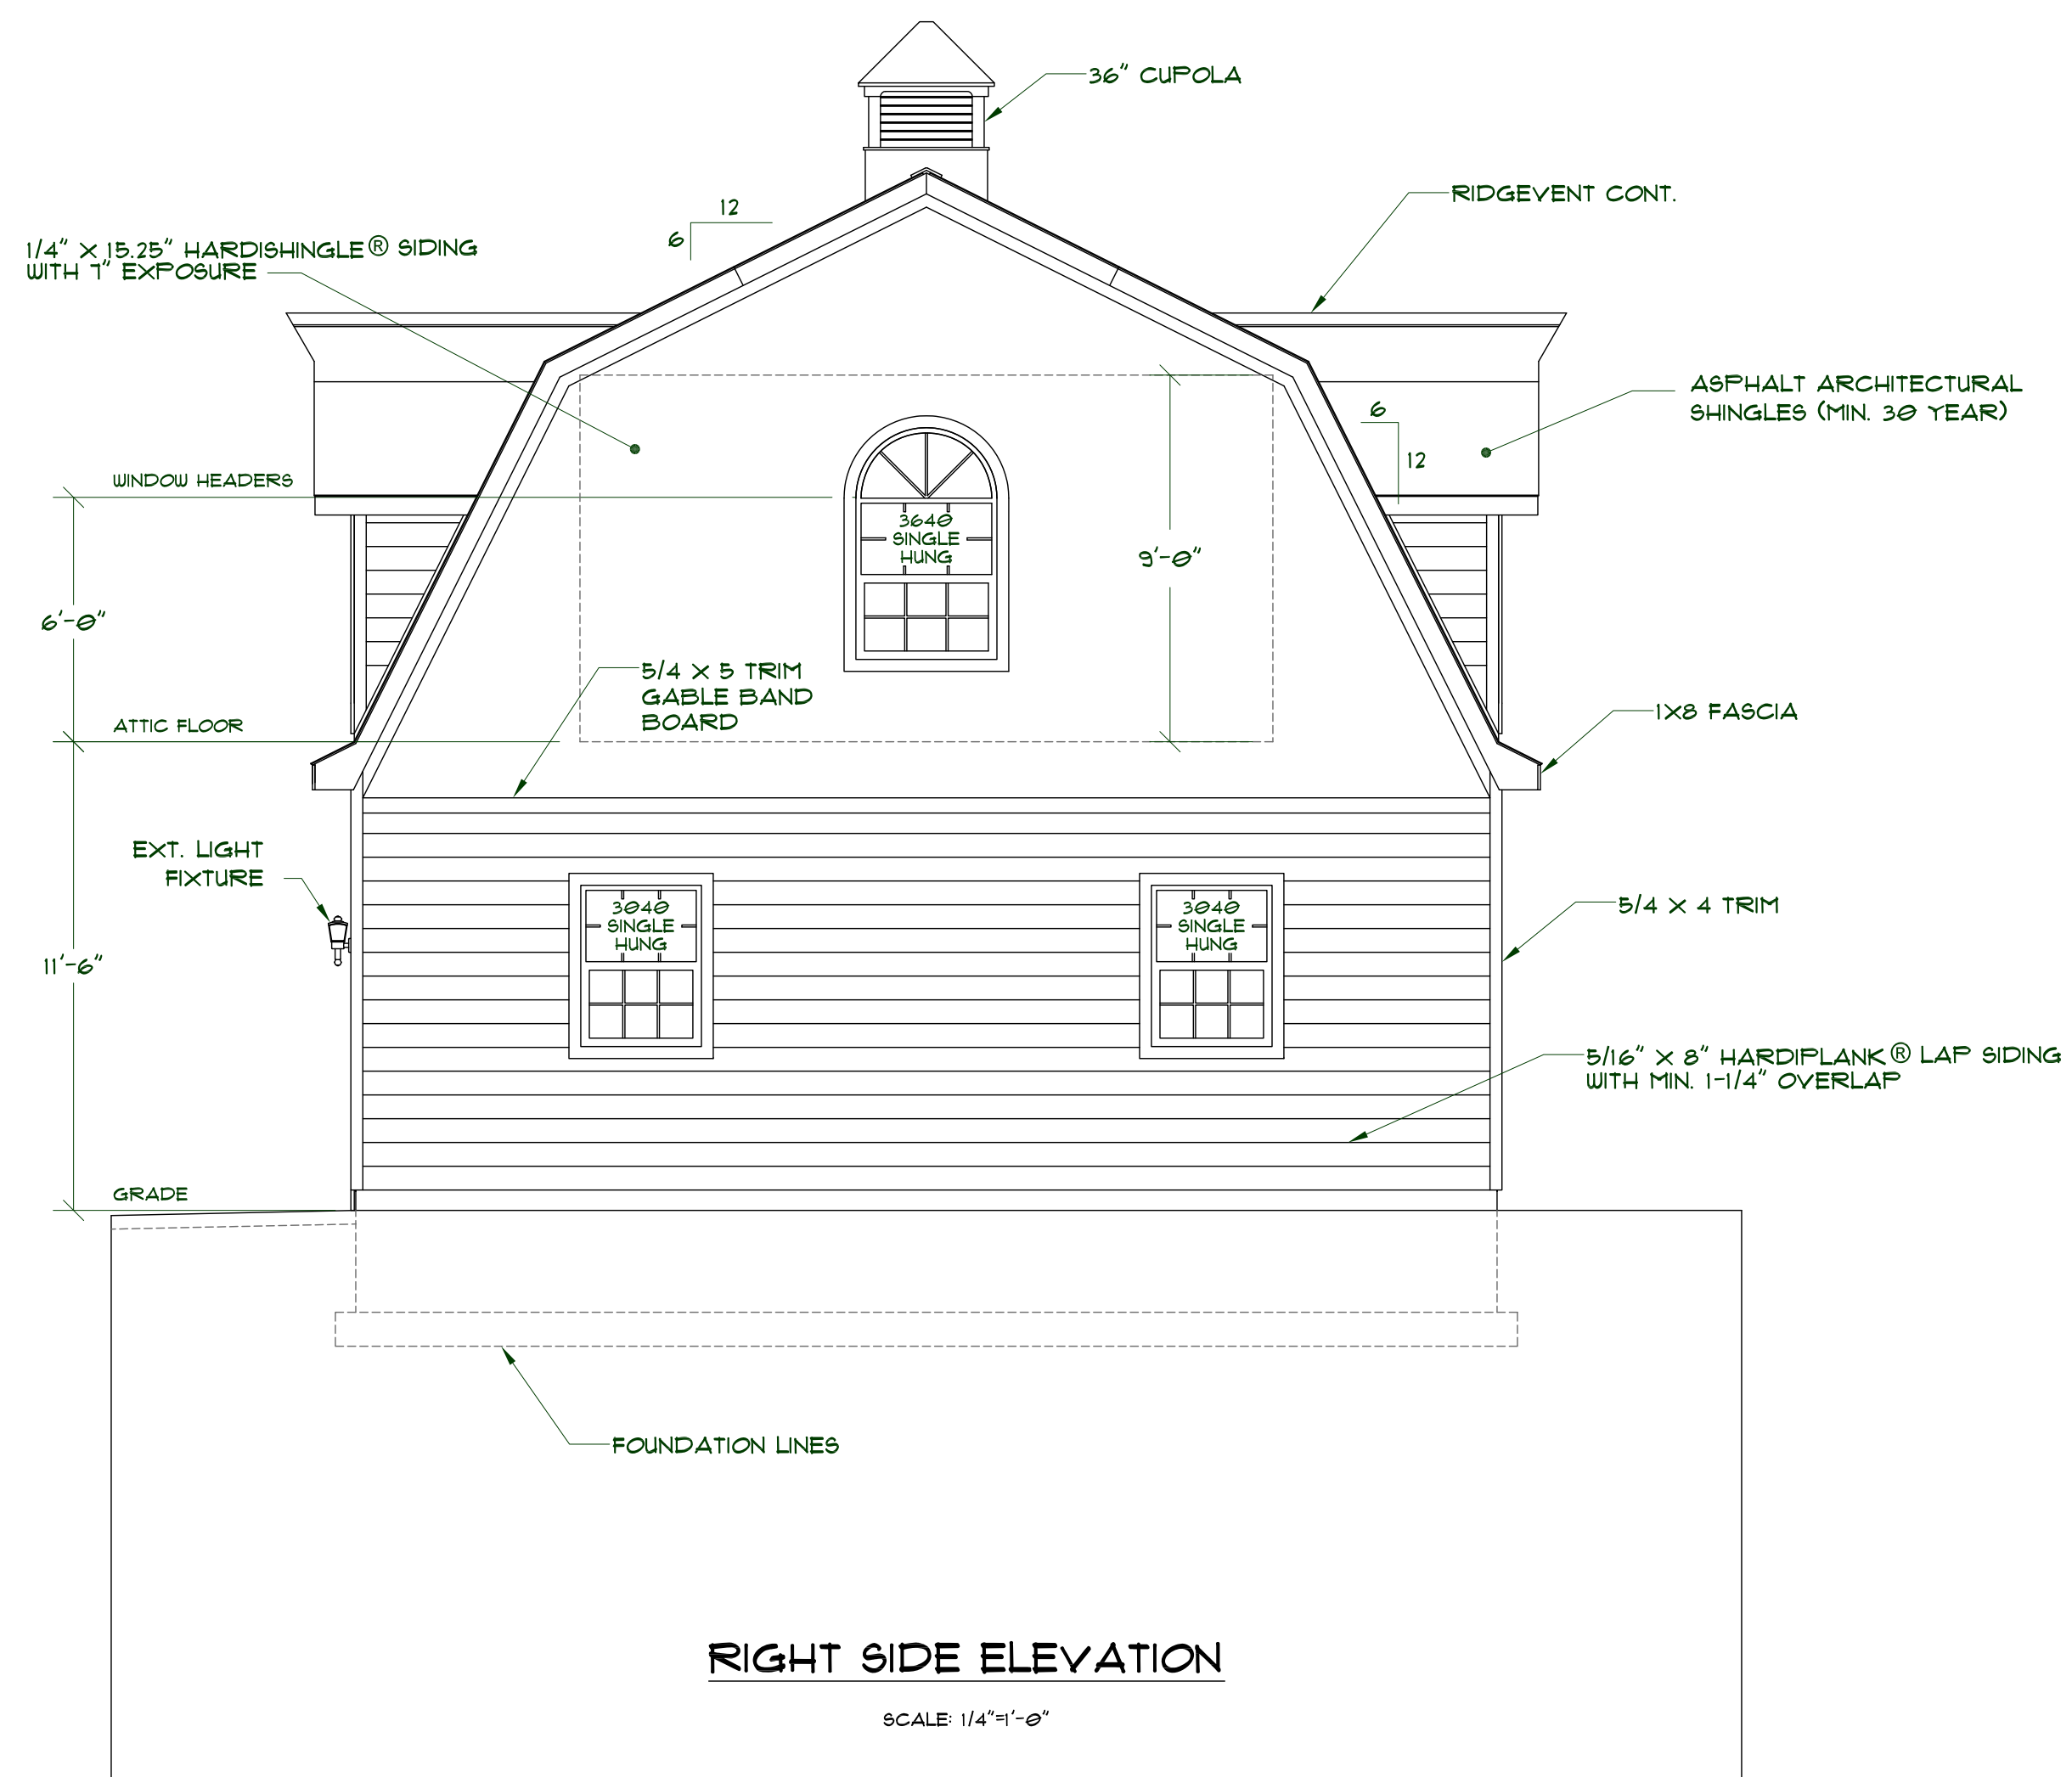 36" CUPOLA
RIDGEVENT CONT.
12
6
1/4" X 15.25" HARDISHINGLE® SIDING
WITH 7" EXPOSURE
ASPHALT ARCHITECTURAL
SHINGLES (MIN. 30 YEAR)
6
12
WINDOW HEADERS
3640
SINGLE
HUNG
9'-0"
6'-0"
5/4 X 5 TRIM
GABLE BAND
BOARD
ATTIC FLOOR
1X8 FASCIA
EXT. LIGHT
FIXTURE
3040
SINGLE
HUNG
3040
SINGLE
HUNG
5/4 X 4 TRIM
11'-6"
5/16" X 8" HARDIPLANK® LAP SIDING
WITH MIN. 1-1/4" OVERLAP
GRADE
FOUNDATION LINES
RIGHT SIDE ELEVATION
SCALE: 1/4"=1'-0"